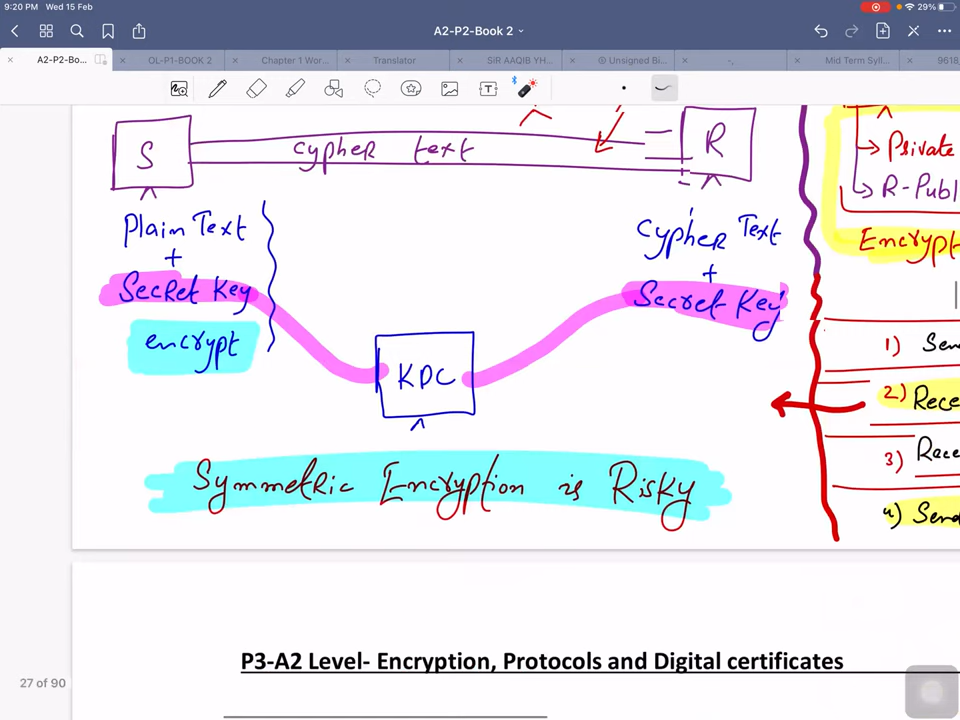 9:20 PM Wed 15 Feb
29%
A2-P2-Book 2
A2-P2-Bo...
OL-P1-BOOK 2
Chapter 1 Wor...
Translator
SiR AAQIB YH...
Unsigned Bi...
Mid Term Syll...
9618
S
cypher text
R
Private
R-Publ
Encrypt
Plain Text
+
Secret Key
encrypt
Cypher Text
+
Secret Key
KDC
1) Sen
2) Rece
3) Rece
4) Send
Symmetric Encryption is Risky
P3-A2 Level- Encryption, Protocols and Digital certificates
27 of 90